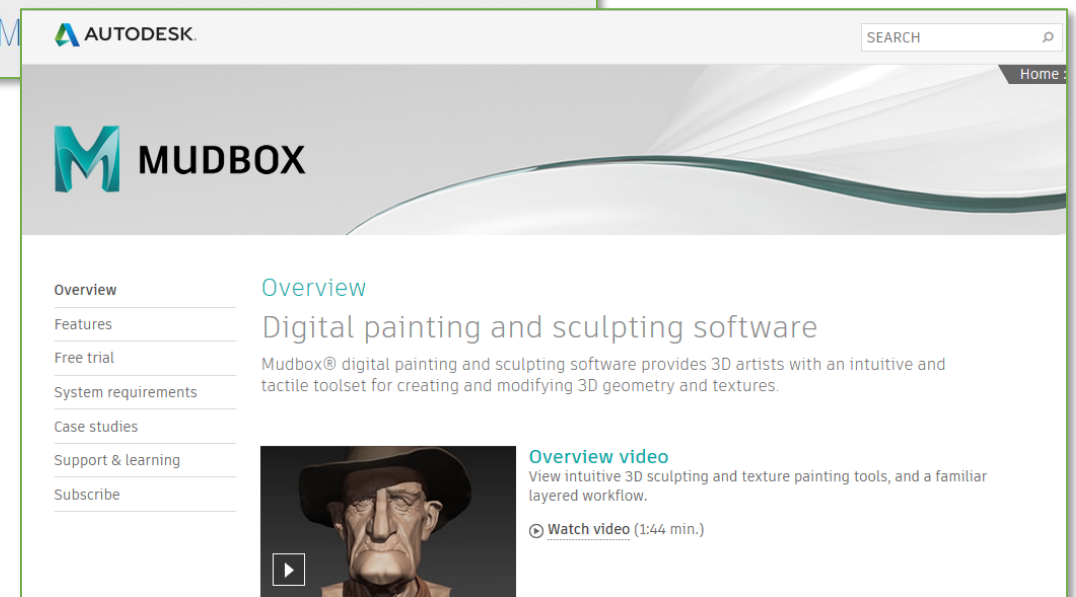 M
AUTODESK.
SEARCH
Home :
MUDBOX
Overview
Features
Free trial
System requirements
Case studies
Support & learning
Subscribe
Overview
Digital painting and sculpting software
Mudbox® digital painting and sculpting software provides 3D artists with an intuitive and
tactile toolset for creating and modifying 3D geometry and textures.
Overview video
View intuitive 3D sculpting and texture painting tools, and a familiar
layered workflow.
Watch video (1:44 min.)